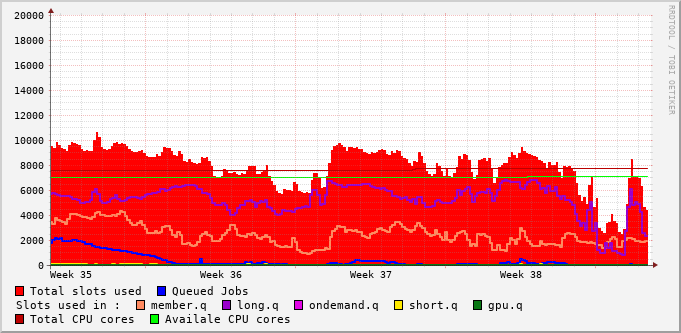 20000
18000
16000
14000
12000
10000
8000
6000
4000
2000
0
Week 35 Week 36 Week 37 Week 38
RRDTOOL / TOBI OETIKER
Total slots used Queued Jobs
Slots used in : member.q long.q ondemand.q short.q gpu.q
Total CPU cores Availale CPU cores